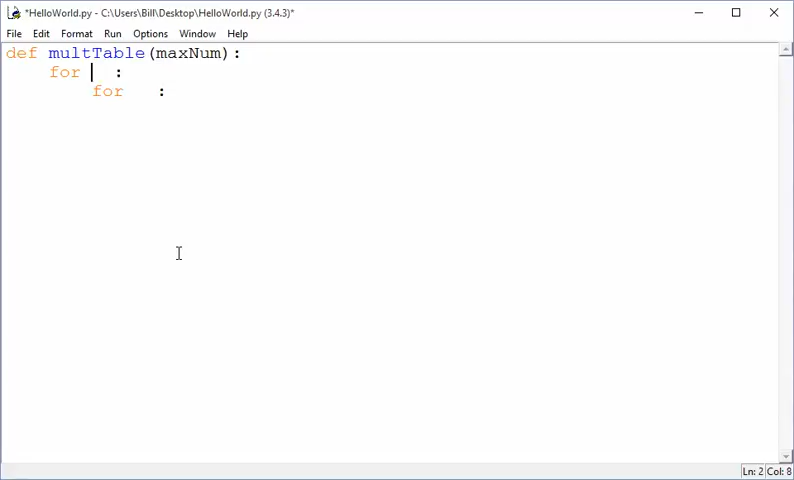 *HelloWorld.py - C:\Users\Bill\Desktop\HelloWorld.py (3.4.3)*
File Edit Format Run Options Window Help
def multTable(maxNum):
    for   :
        for   :
Ln: 2 Col: 8